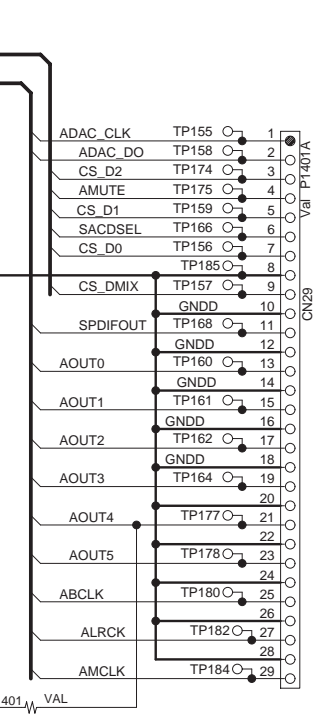 ADAC_CLK TP155 1
ADAC_DO TP158 2
CS_D2 TP174 3
AMUTE TP175 4
CS_D1 TP159 5
SACDSEL TP166 6
CS_D0 TP156 7
TP185 8
CS_DMIX TP157 9
GNDD 10
SPDIFOUT TP168 11
GNDD 12
AOUT0 TP160 13
GNDD 14
AOUT1 TP161 15
GNDD 16
AOUT2 TP162 17
GNDD 18
AOUT3 TP164 19
20
AOUT4 TP177 21
22
AOUT5 TP178 23
24
ABCLK TP180 25
26
ALRCK TP182 27
28
AMCLK TP184 29
401 VAL
P1401A
Val
CN29